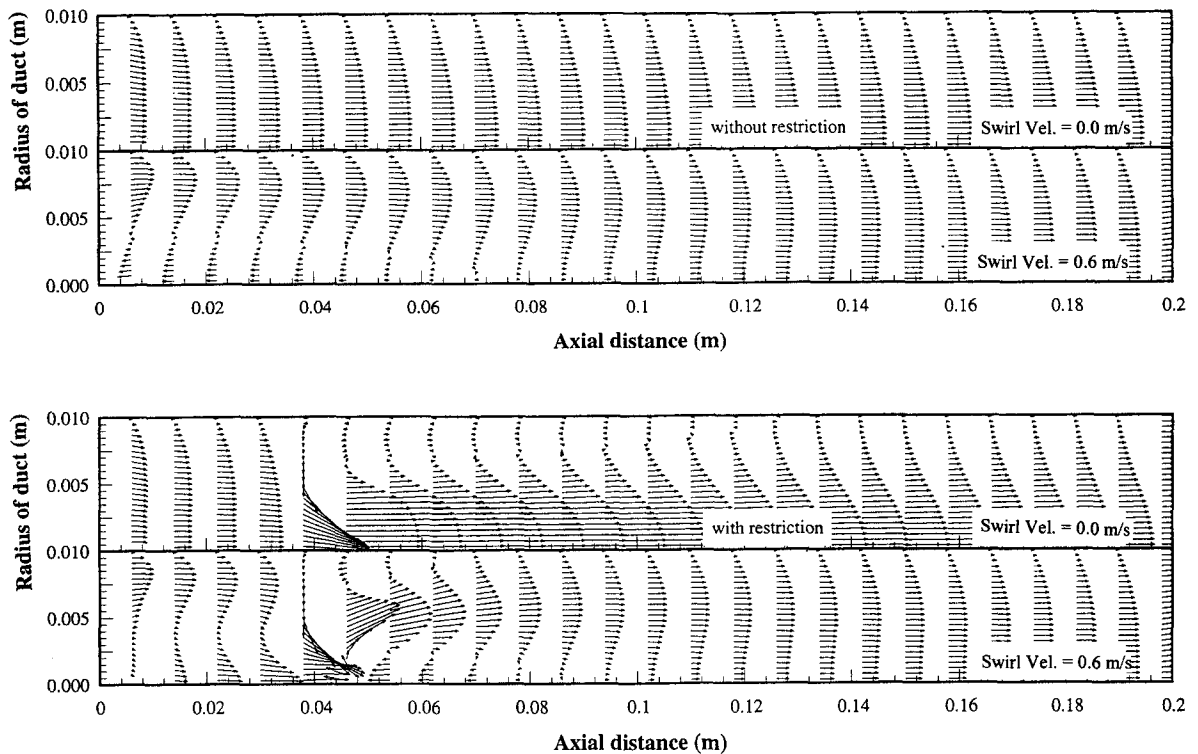 Radius of duct (m)
0.010
0.005
0.010
0.005
0.000
without restriction
Swirl Vel. = 0.0 m/s
Swirl Vel. = 0.6 m/s
0 0.02 0.04 0.06 0.08 0.1 0.12 0.14 0.16 0.18 0.2
Axial distance (m)
Radius of duct (m)
0.010
0.005
0.010
0.005
0.000
with restriction
Swirl Vel. = 0.0 m/s
Swirl Vel. = 0.6 m/s
0 0.02 0.04 0.06 0.08 0.1 0.12 0.14 0.16 0.18 0.2
Axial distance (m)